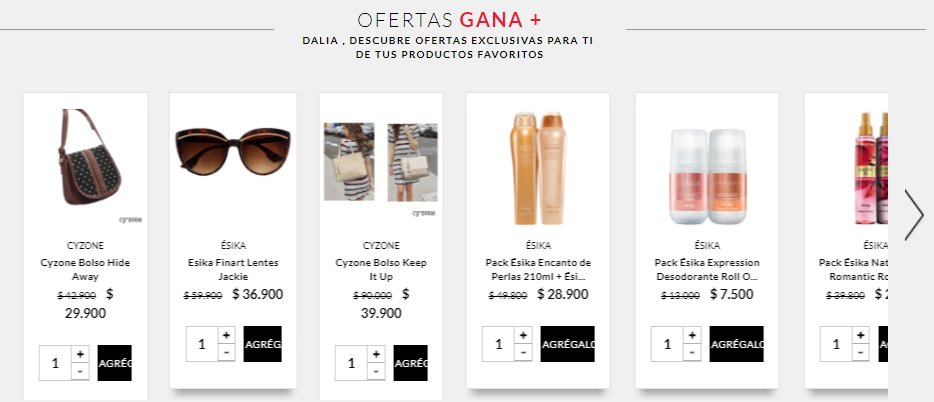 OFERTAS GANA +
DALIA , DESCUBRE OFERTAS EXCLUSIVAS PARA TI
DE TUS PRODUCTOS FAVORITOS
cyzone
CYZONE
Cyzone Bolso Hide
Away
$ 42.900 $
29.900
1
+
-
AGRÉG
ÉSIKA
Esika Finart Lentes
Jackie
$ 59.900 $ 36.900
1
+
-
AGRÉG
cyzone
CYZONE
Cyzone Bolso Keep
It Up
$ 90.000 $
39.900
1
+
-
AGRÉG
ÉSIKA
Pack Ésika Encanto de
Perlas 210ml + Ési...
$ 49.800 $ 28.900
1
+
-
AGRÉGALO
ÉSIKA
Pack Ésika Expression
Desodorante Roll O...
$ 13.000 $ 7.500
1
+
-
AGRÉGALO
ÉSIKA
Pack Ésika Nat
Romantic Ro
$ 39.800 $ 2
1
+
-
A